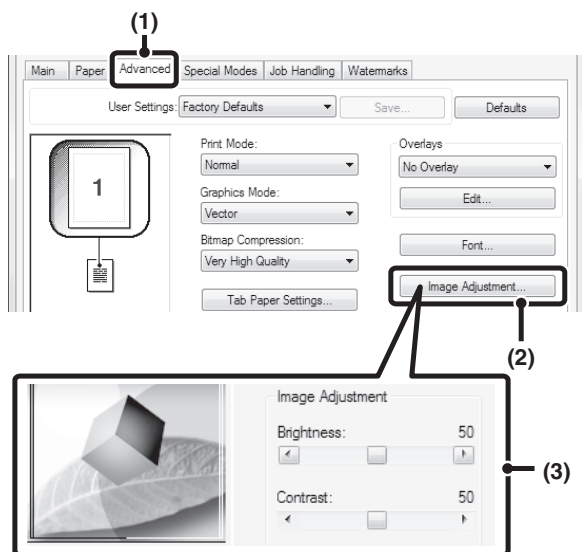 (1)
Main Paper Advanced Special Modes Job Handling Watermarks
User Settings: Factory Defaults Save... Defaults
Print Mode:
Normal
Graphics Mode:
Vector
Bitmap Compression:
Very High Quality
Tab Paper Settings...
Overlays
No Overlay
Edit...
Font...
Image Adjustment...
1
(2)
Image Adjustment
Brightness: 50
Contrast: 50
(3)